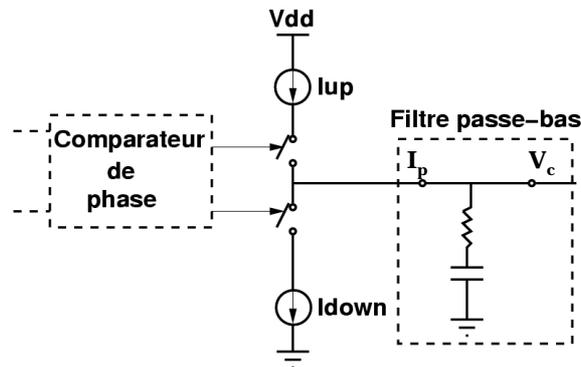 Vdd
Iup
Filtre passe–bas
Comparateur
de
phase
Ip
Vc
Idown